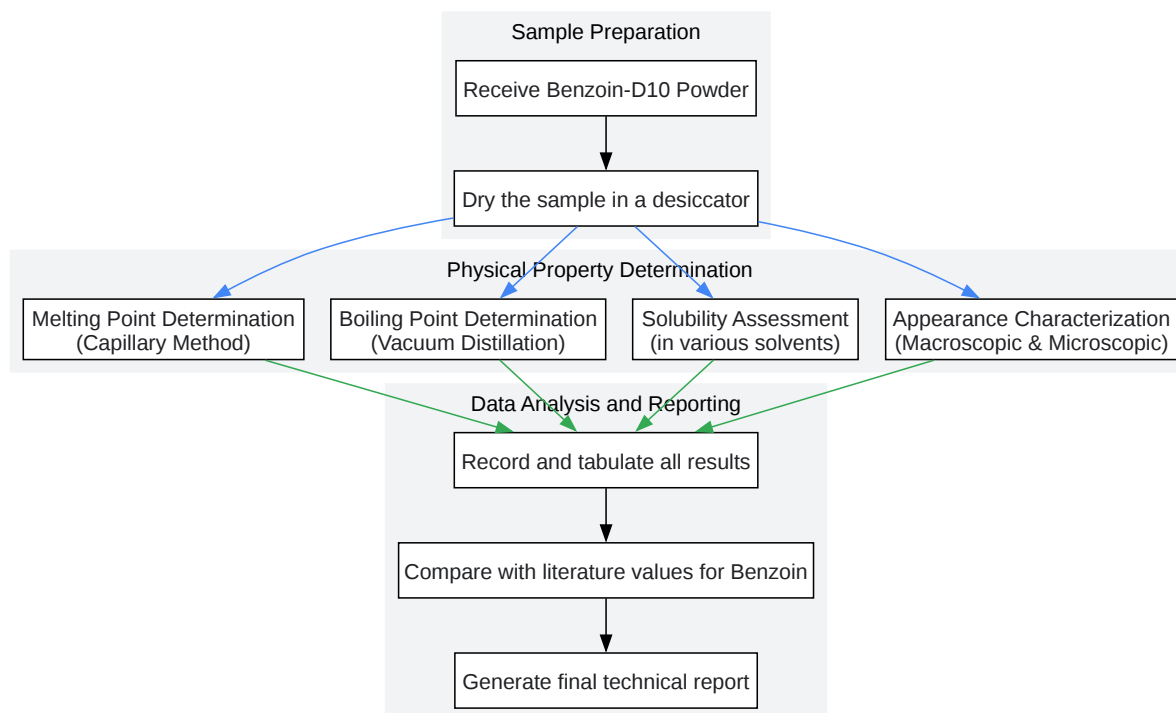 Sample Preparation
Receive Benzoin-D10 Powder
Dry the sample in a desiccator
Physical Property Determination
Melting Point Determination
(Capillary Method)
Boiling Point Determination
(Vacuum Distillation)
Solubility Assessment
(in various solvents)
Appearance Characterization
(Macroscopic & Microscopic)
Data Analysis and Reporting
Record and tabulate all results
Compare with literature values for Benzoin
Generate final technical report